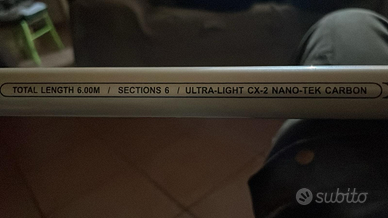 TOTAL LENGTH 6.00M / SECTIONS 6 / ULTRA-LIGHT CX-2 NANO-TEK CARBON
subito